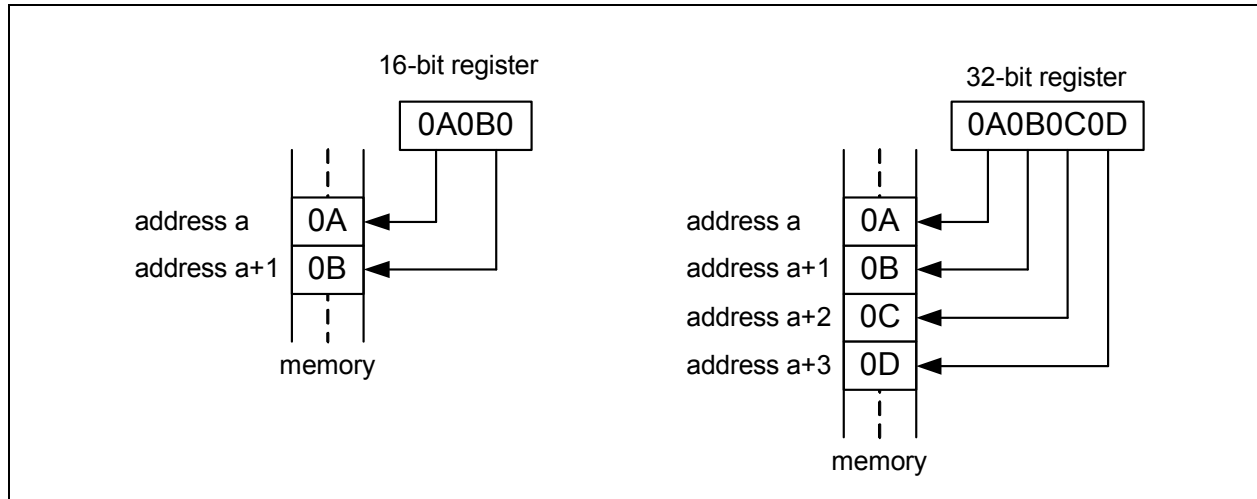 16-bit register
0A0B0
address a
0A
address a+1
0B
memory
32-bit register
0A0B0C0D
address a
0A
address a+1
0B
address a+2
0C
address a+3
0D
memory